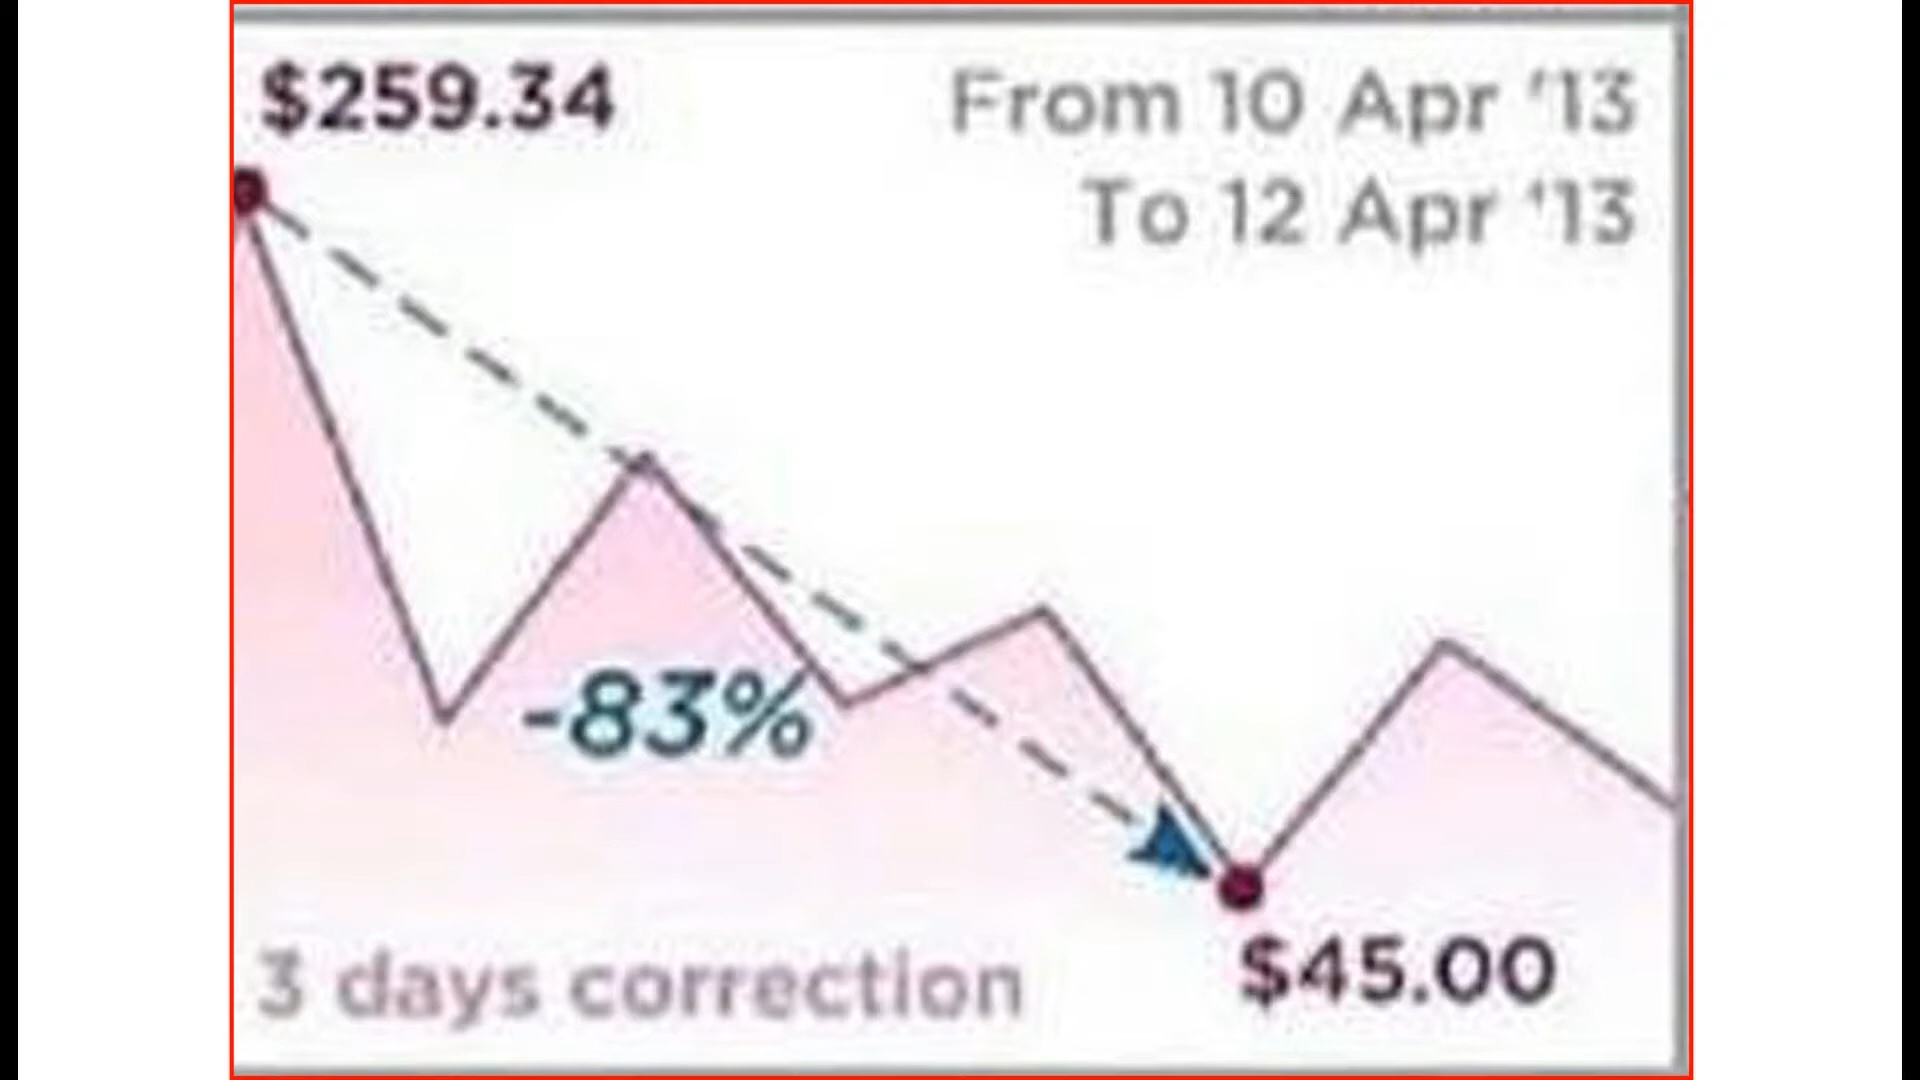 $259.34
From 10 Apr '13
To 12 Apr '13
-83%
3 days correction
$45.00